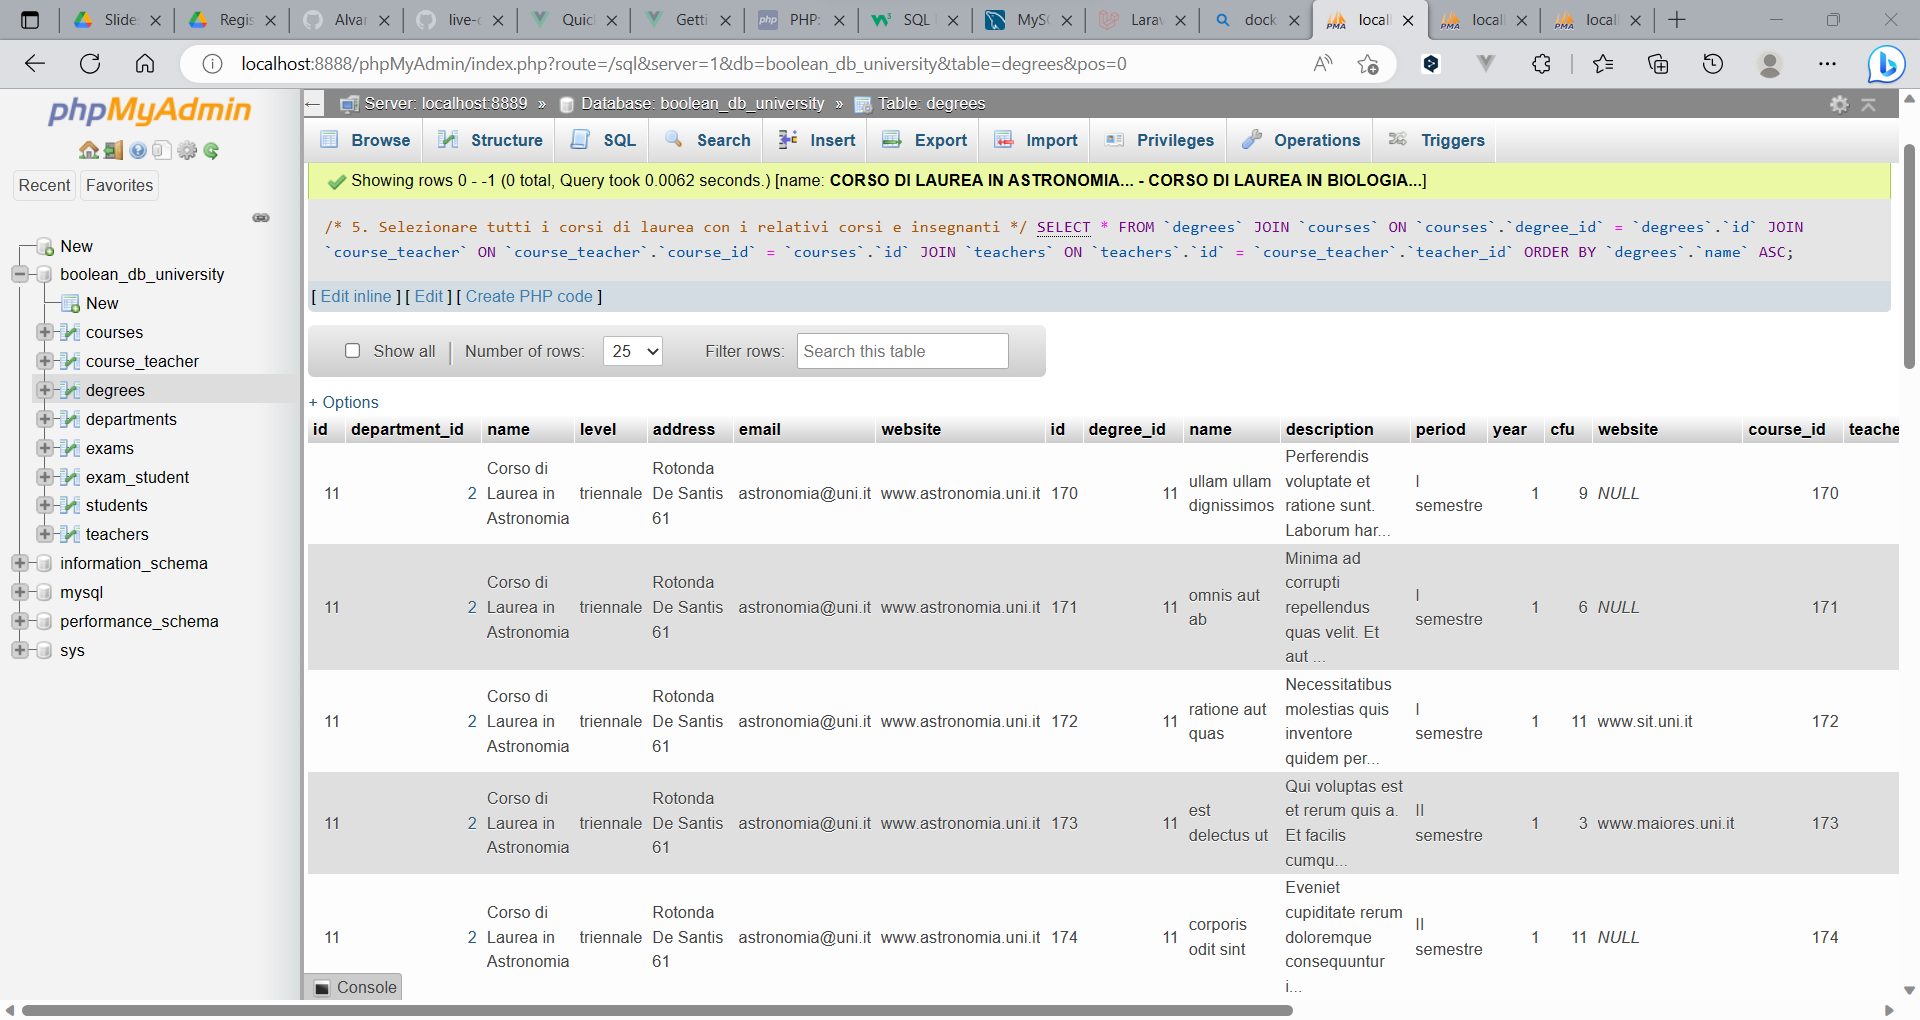 Slide
Regis
Alvar
live-c
Quicl
Getti
PHP:
SQL
MySQ
Larav
dock
locall
locall
locall
localhost:8888/phpMyAdmin/index.php?route=/sql&server=1&db=boolean_db_university&table=degrees&pos=0
phpMyAdmin
Recent Favorites
New
boolean_db_university
New
courses
course_teacher
degrees
departments
exams
exam_student
students
teachers
information_schema
mysql
performance_schema
sys
Server: localhost:8889 » Database: boolean_db_university » Table: degrees
Browse Structure SQL Search Insert Export Import Privileges Operations Triggers
Showing rows 0 - -1 (0 total, Query took 0.0062 seconds.) [name: CORSO DI LAUREA IN ASTRONOMIA... - CORSO DI LAUREA IN BIOLOGIA...]
/* 5. Selezionare tutti i corsi di laurea con i relativi corsi e insegnanti */ SELECT * FROM `degrees` JOIN `courses` ON `courses`.`degree_id` = `degrees`.`id` JOIN
`course_teacher` ON `course_teacher`.`course_id` = `courses`.`id` JOIN `teachers` ON `teachers`.`id` = `course_teacher`.`teacher_id` ORDER BY `degrees`.`name` ASC;
[ Edit inline ] [ Edit ] [ Create PHP code ]
Show all Number of rows: 25 Filter rows: Search this table
+ Options
id department_id name level address email website id degree_id name description period year cfu website course_id teache
11 2 Corso di Laurea in Astronomia triennale Rotonda De Santis 61 astronomia@uni.it www.astronomia.uni.it 170 11 ullam ullam dignissimos Perferendis voluptate et ratione sunt. Laborum har... I semestre 1 9 NULL 170
11 2 Corso di Laurea in Astronomia triennale Rotonda De Santis 61 astronomia@uni.it www.astronomia.uni.it 171 11 omnis aut ab Minima ad corrupti repellendus quas velit. Et aut ... I semestre 1 6 NULL 171
11 2 Corso di Laurea in Astronomia triennale Rotonda De Santis 61 astronomia@uni.it www.astronomia.uni.it 172 11 ratione aut quas Necessitatibus molestias quis inventore quidem per... I semestre 1 11 www.sit.uni.it 172
11 2 Corso di Laurea in Astronomia triennale Rotonda De Santis 61 astronomia@uni.it www.astronomia.uni.it 173 11 est delectus ut Qui voluptas est et rerum quis a. Et facilis cumqu... II semestre 1 3 www.maiores.uni.it 173
11 2 Corso di Laurea in Astronomia triennale Rotonda De Santis 61 astronomia@uni.it www.astronomia.uni.it 174 11 corporis odit sint Eveniet cupiditate rerum doloremque consequuntur i... II semestre 1 11 NULL 174
Console